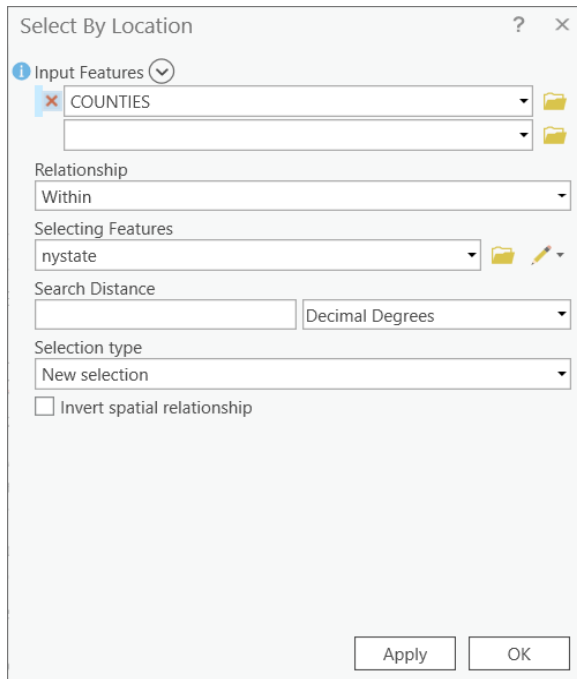 Select By Location ? ×
Input Features
COUNTIES
Relationship
Within
Selecting Features
nystate
Search Distance
Decimal Degrees
Selection type
New selection
Invert spatial relationship
Apply OK